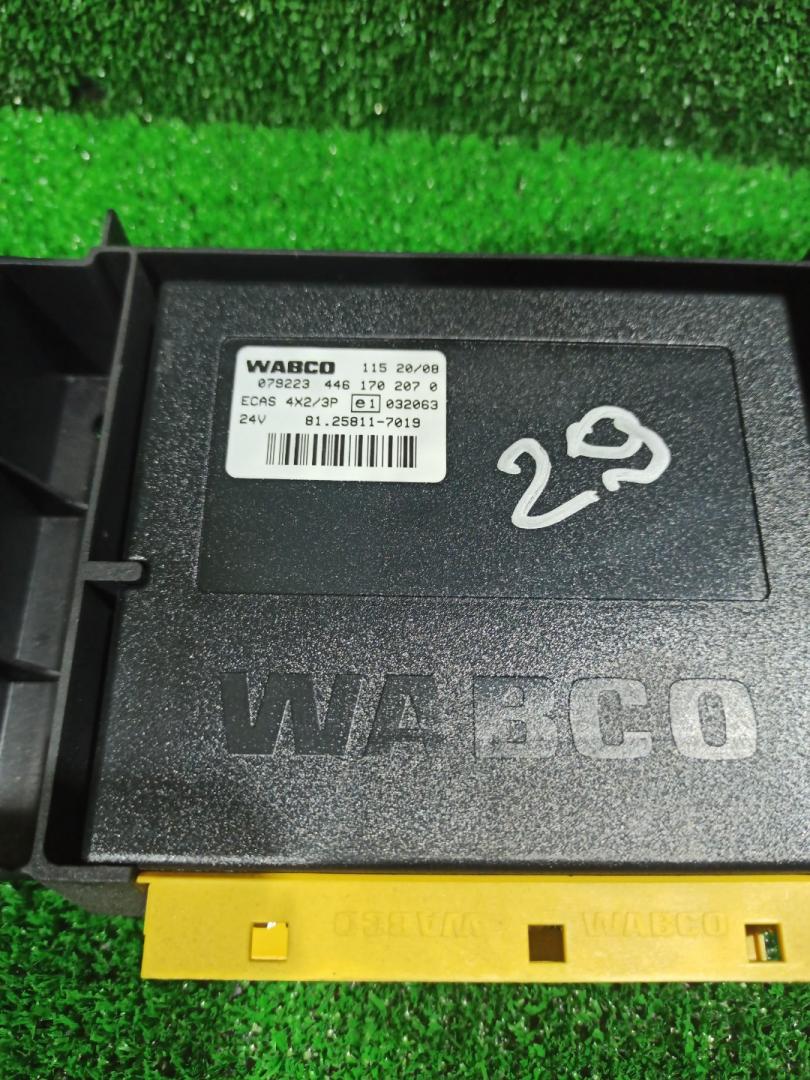 WABCO 115 20/08
079223 446 170 207 0
ECAS 4X2/3P e1 032063
24V 81.25811-7019
29
WABCO
WABCO WABCO